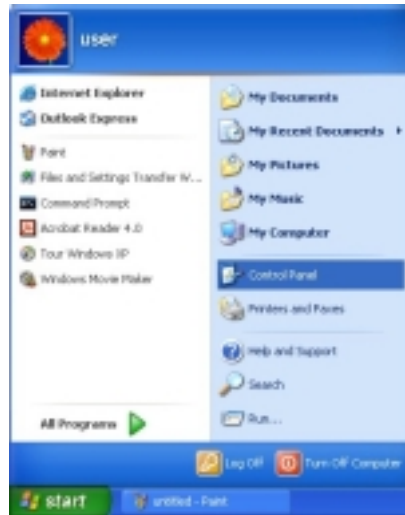 user
Internet Explorer
Outlook Express
Paint
Files and Settings Transfer W...
Command Prompt
Acrobat Reader 4.0
Tour Windows XP
Windows Movie Maker
All Programs
My Documents
My Recent Documents
My Pictures
My Music
My Computer
Control Panel
Printers and Faxes
Help and Support
Search
Run...
Log Off
Turn Off Computer
start
untitled - Paint